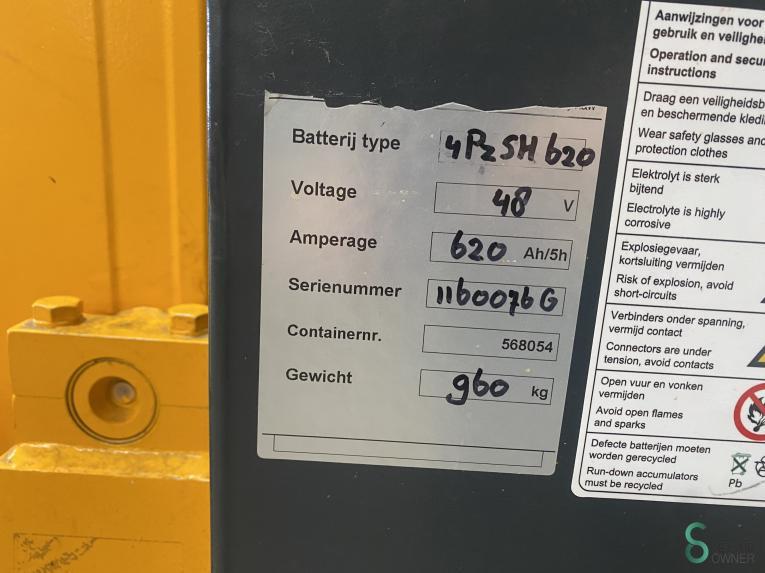 Batterij type 4PzSH620
Voltage 48 V
Amperage 620 Ah/5h
Serienummer 1160076G
Containernr. 568054
Gewicht 960 kg
Aanwijzingen voor
gebruik en
Operation and
instructions
Draag een
en beschermende
Wear safety glasses and
protection clothes
Elektrolyt is sterk
bijtend
Electrolyte is highly
corrosive
Explosiegevaar,
kortsluiting vermijden
Risk of explosion, avoid
short-circuits
Verbinders onder spanning,
vermijd contact
Connectors are under
tension, avoid contacts
Open vuur en vonken
vermijden
Avoid open flames
and sparks
Defecte batterijen moeten
worden gerecycled
Run-down accumulators
must be recycled
Pb
OWNER